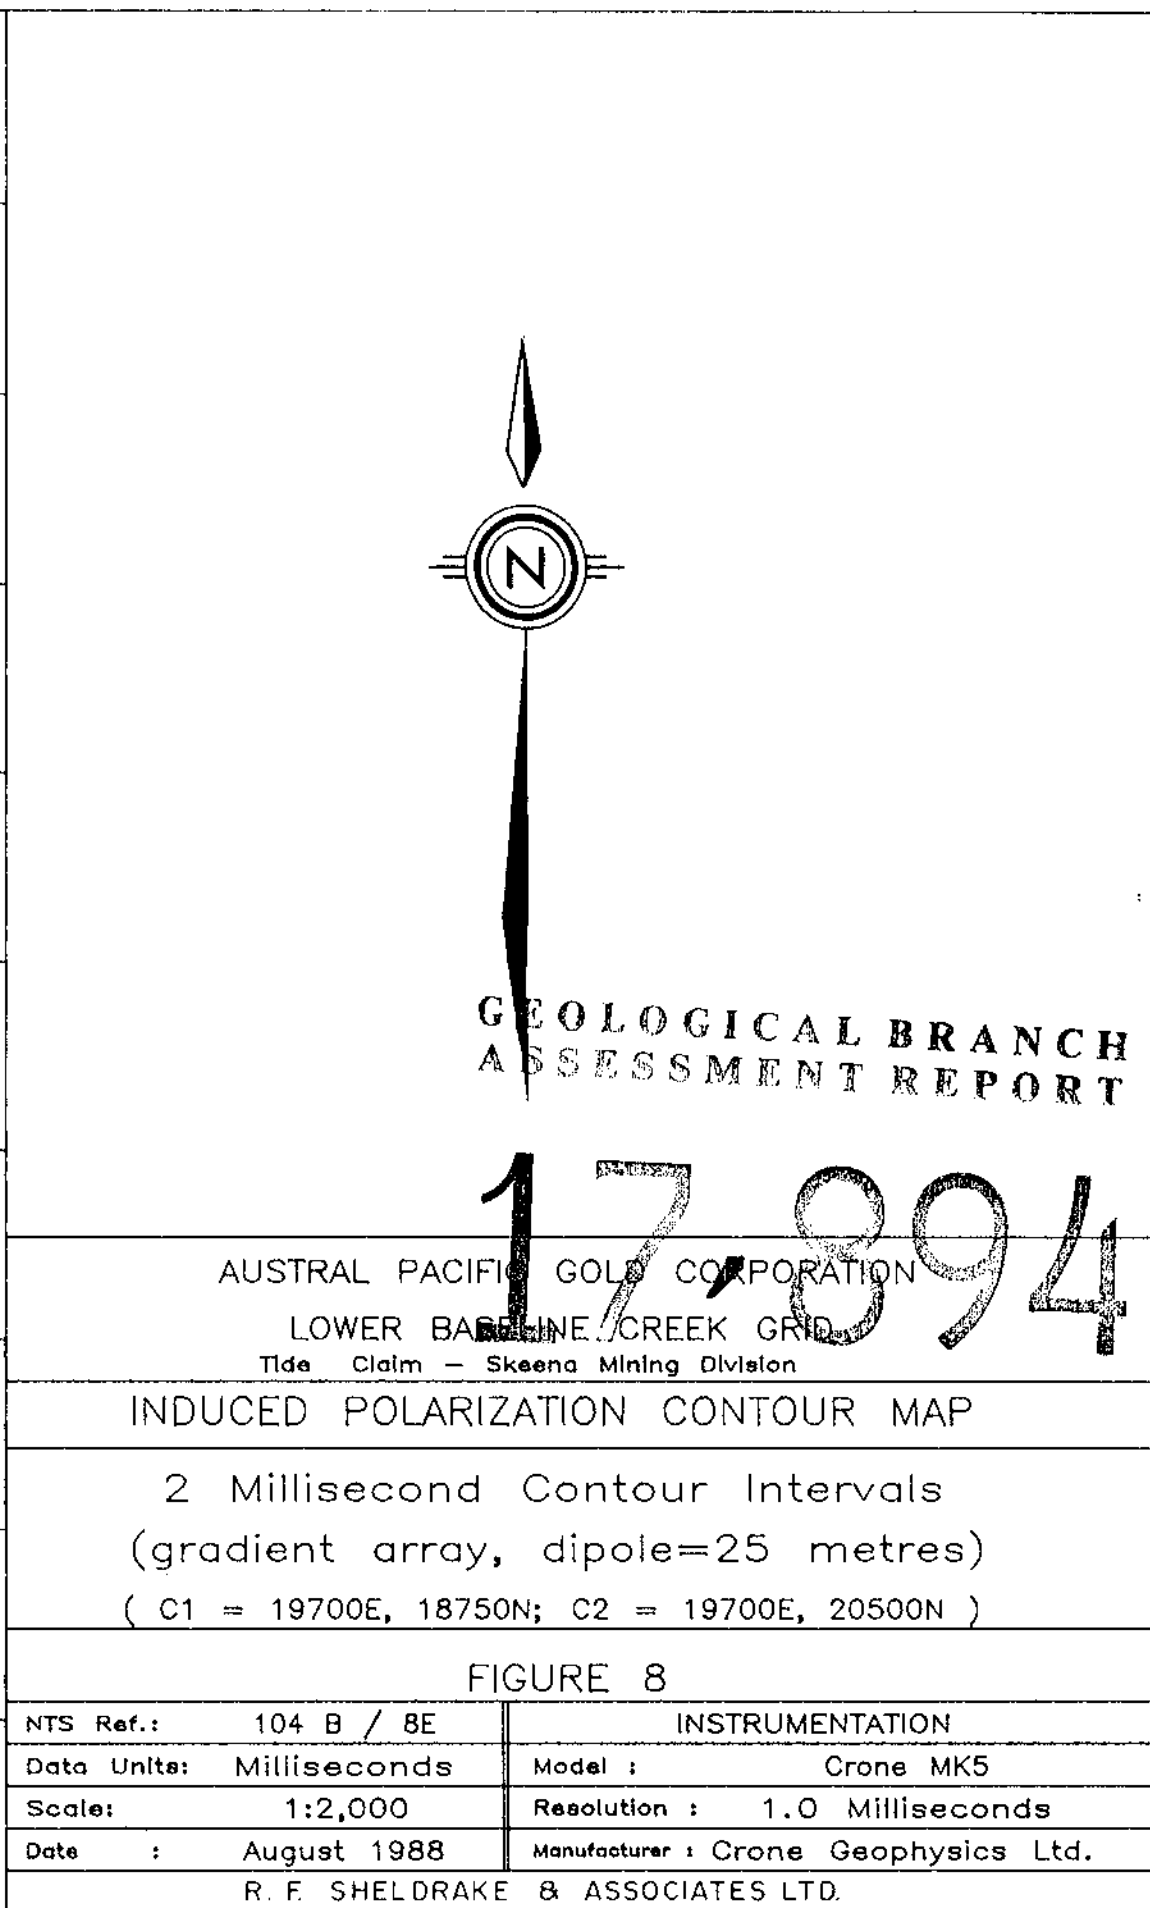 N
GEOLOGICAL BRANCH
ASSESSMENT REPORT
17,894
AUSTRAL PACIFIC GOLD CORPORATION
LOWER BASELINE CREEK GRID
Tide Claim – Skeena Mining Division
INDUCED POLARIZATION CONTOUR MAP
2 Millisecond Contour Intervals
(gradient array, dipole=25 metres)
( C1 = 19700E, 18750N; C2 = 19700E, 20500N )
FIGURE 8
NTS Ref.: 104 B / 8E
INSTRUMENTATION
Data Units: Milliseconds
Model : Crone MK5
Scale: 1:2,000
Resolution : 1.0 Milliseconds
Date : August 1988
Manufacturer : Crone Geophysics Ltd.
R. F. SHELDRAKE & ASSOCIATES LTD.